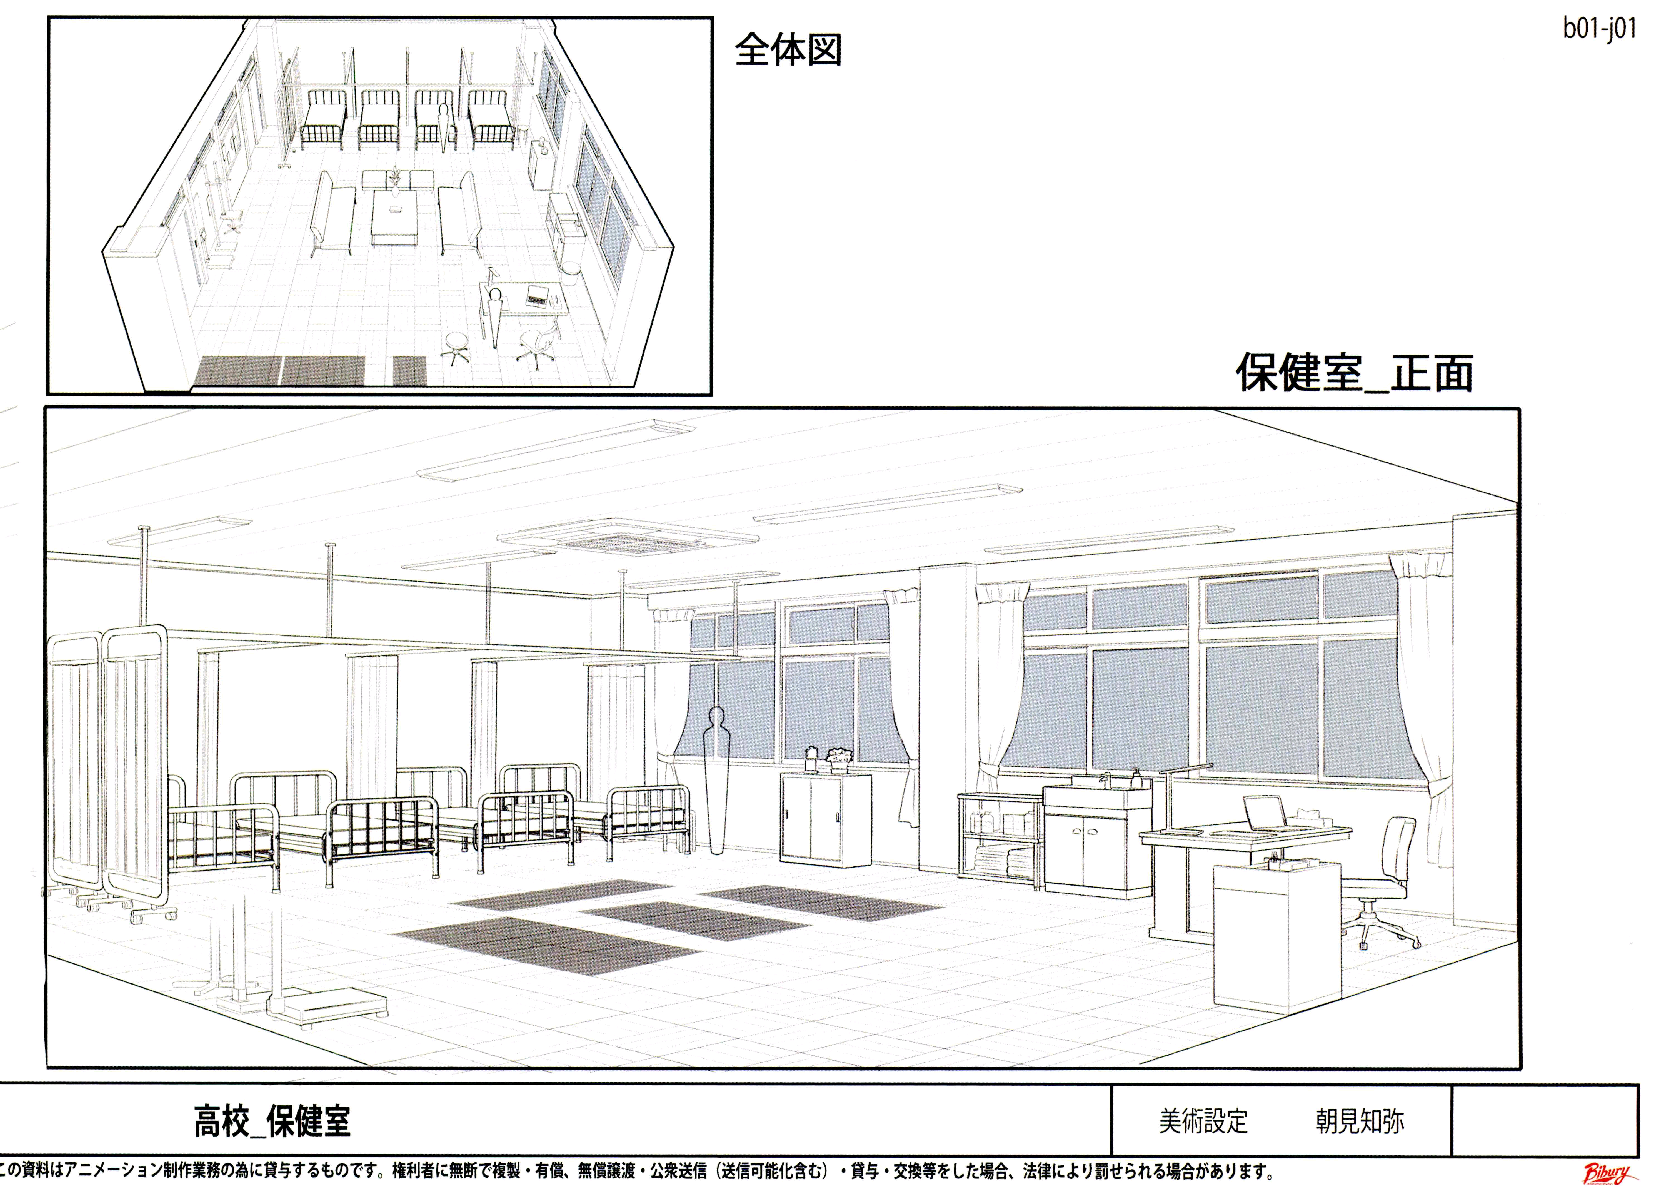 b01-j01
全体図
保健室_正面
高校_保健室
美術設定 朝見知弥
この資料はアニメーション制作業務の為に貸与するものです。権利者に無断で複製・有償、無償譲渡・公衆送信（送信可能化含む）・貸与・交換等をした場合、法律により罰せられる場合があります。
Bibury